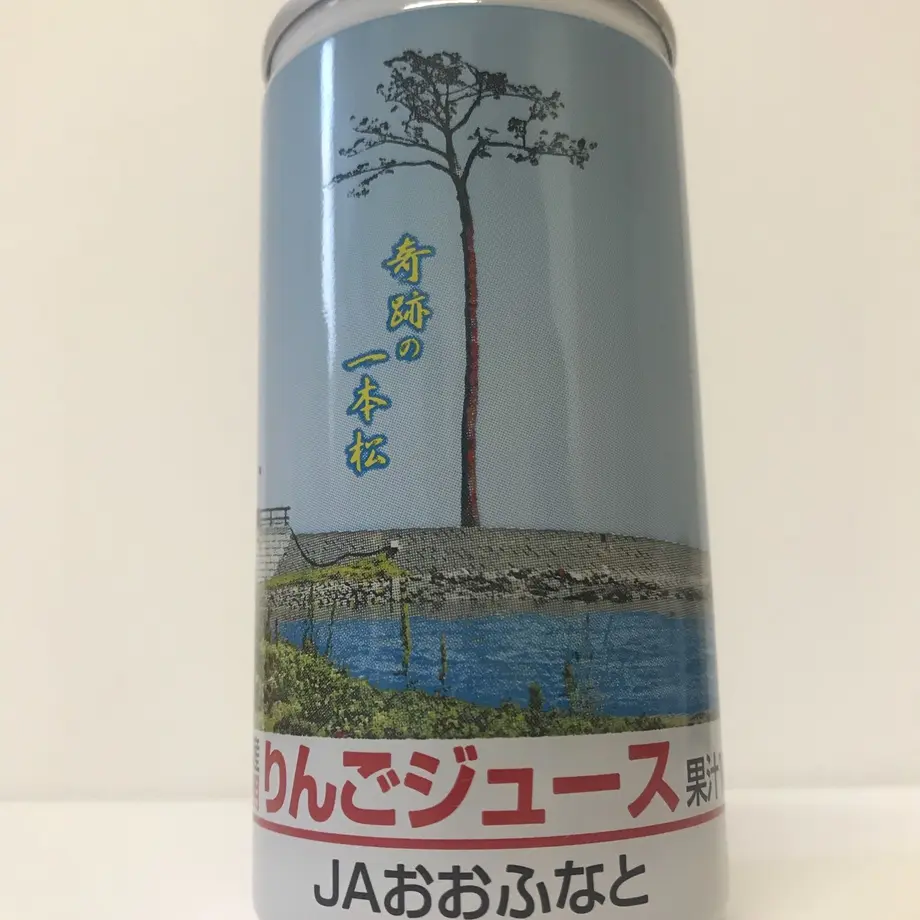 奇跡の
一本松
りんごジュース 果汁
JAおおふなと